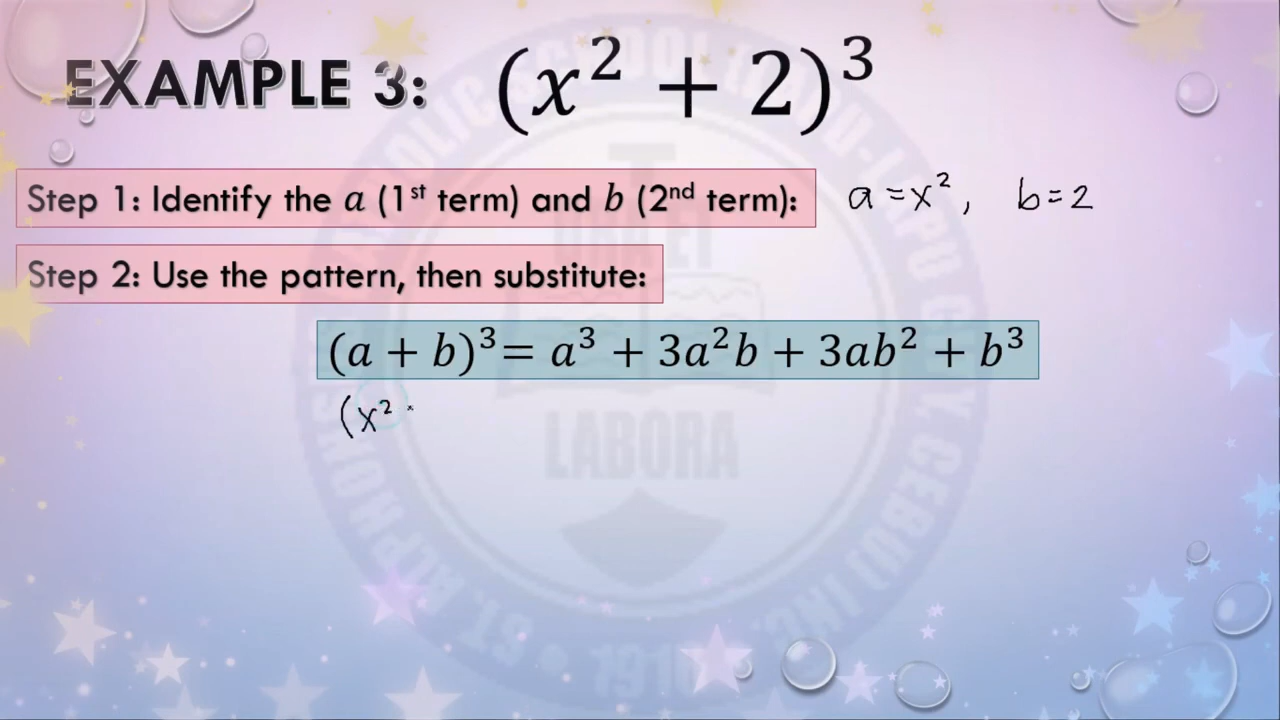 EXAMPLE 3: (x² + 2)³
Step 1: Identify the a (1st term) and b (2nd term): a = x², b = 2
Step 2: Use the pattern, then substitute:
(a + b)³= a³ + 3a²b + 3ab² + b³
(x²
LABORA